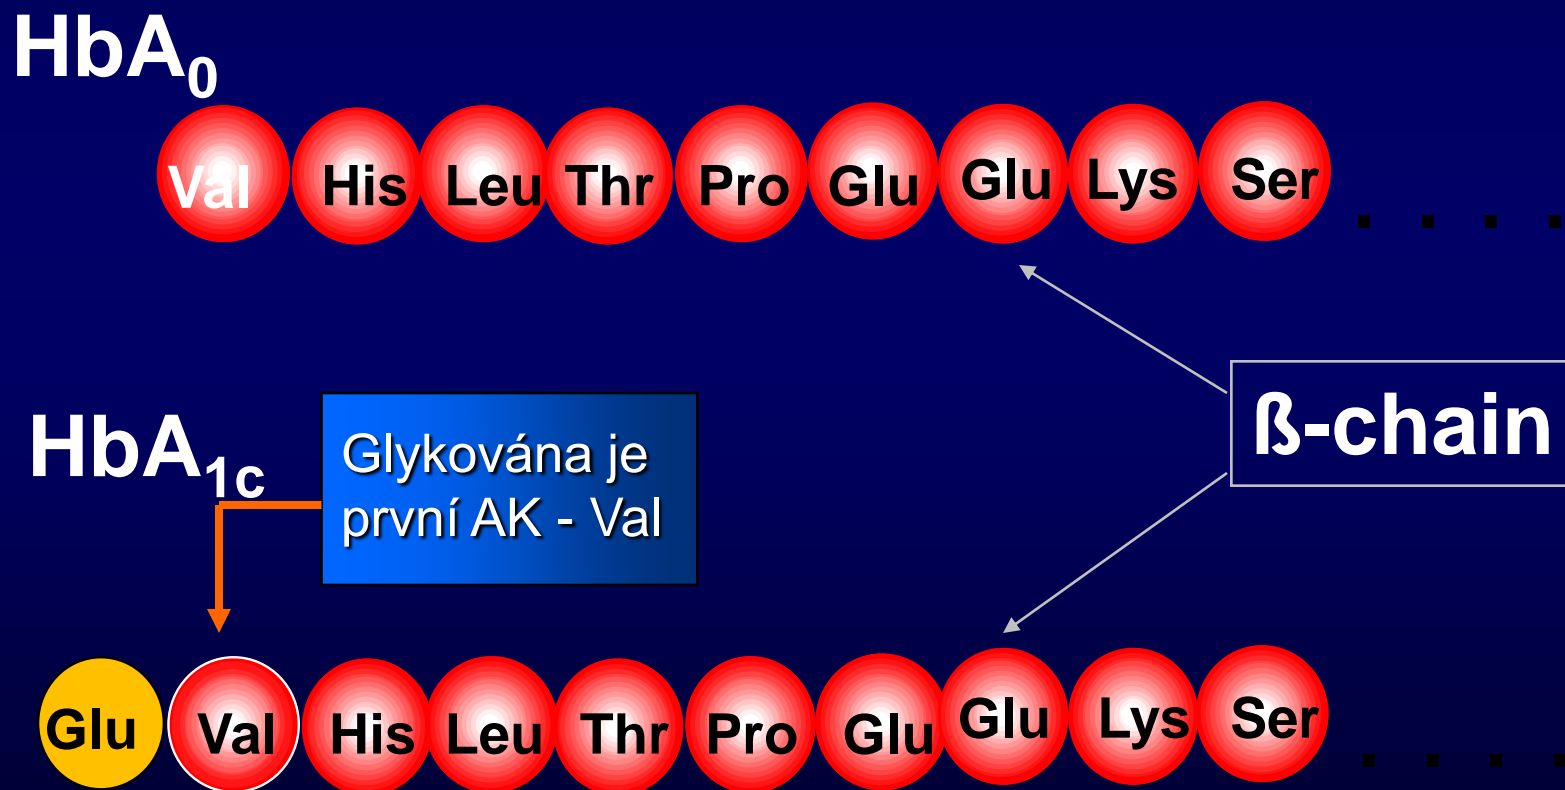 HbA₀
Val His Leu Thr Pro Glu Glu Lys Ser . . . .
ß-chain
HbA₁c
Glykována je
první AK - Val
Glu Val His Leu Thr Pro Glu Glu Lys Ser . . . .